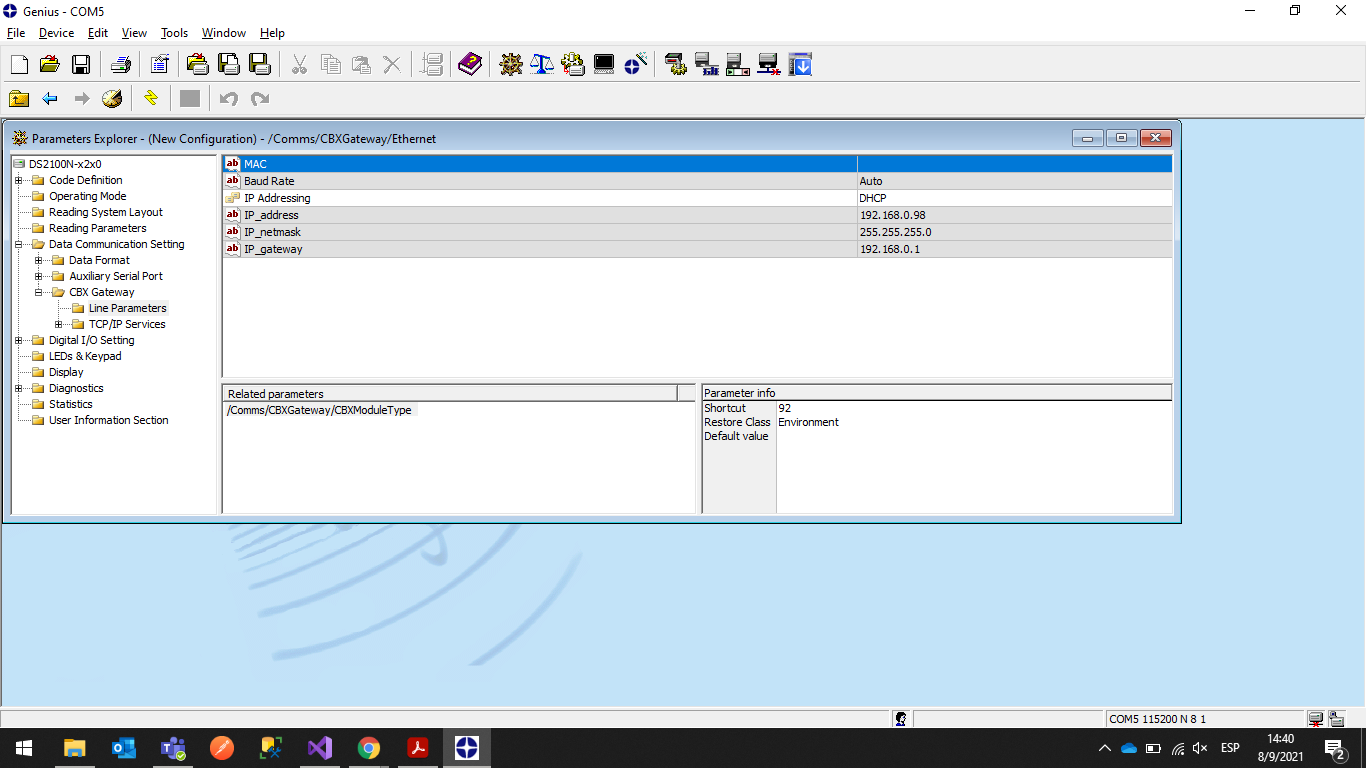 Genius - COM5
File Device Edit View Tools Window Help
Parameters Explorer - (New Configuration) - /Comms/CBXGateway/Ethernet
DS2100N-x2x0
Code Definition
Operating Mode
Reading System Layout
Reading Parameters
Data Communication Setting
Data Format
Auxiliary Serial Port
CBX Gateway
Line Parameters
TCP/IP Services
Digital I/O Setting
LEDs & Keypad
Display
Diagnostics
Statistics
User Information Section
ab MAC
ab Baud Rate Auto
IP Addressing DHCP
ab IP_address 192.168.0.98
ab IP_netmask 255.255.255.0
ab IP_gateway 192.168.0.1
Related parameters
/Comms/CBXGateway/CBXModuleType
Parameter info
Shortcut 92
Restore Class Environment
Default value
COM5 115200 N 8 1
ESP
14:40
8/9/2021
2